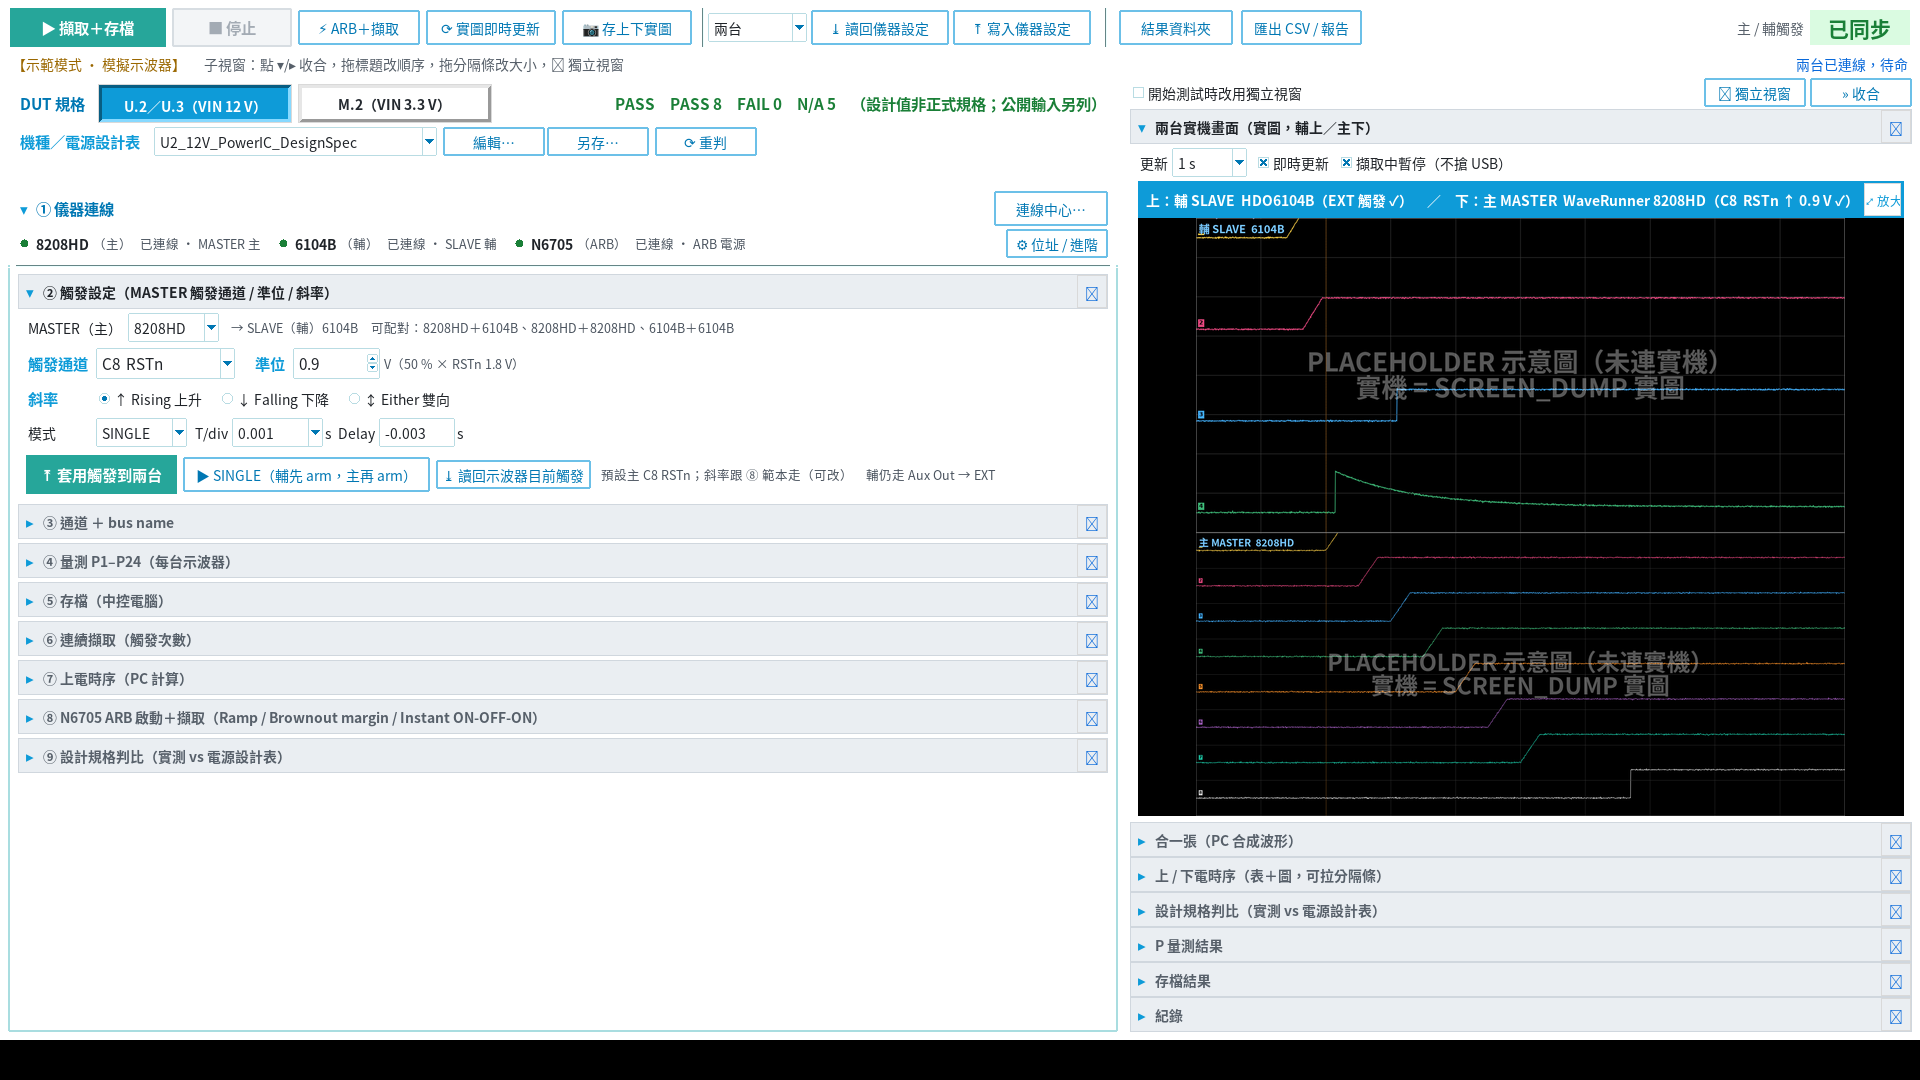 ▶ 擷取＋存檔
■ 停止
⚡ ARB＋擷取
⟳ 實圖即時更新
📷 存上下實圖
兩台
⤓ 讀回儀器設定
⤒ 寫入儀器設定
結果資料夾
匯出 CSV / 報告
主 / 輔觸發
已同步
【示範模式 · 模擬示波器】 子視窗：點 ▾/▸ 收合，拖標題改順序，拖分隔條改大小， 獨立視窗
兩台已連線，待命
DUT 規格
U.2／U.3（VIN 12 V）
M.2（VIN 3.3 V）
PASS PASS 8 FAIL 0 N/A 5 （設計值非正式規格；公開輸入另列）
機種／電源設計表
U2_12V_PowerIC_DesignSpec
編輯…
另存…
⟳ 重判
▼ ① 儀器連線
連線中心…
● 8208HD （主） 已連線 · MASTER 主 ● 6104B （輔） 已連線 · SLAVE 輔 ● N6705 （ARB） 已連線 · ARB 電源
⚙ 位址 / 進階
▼ ② 觸發設定（MASTER 觸發通道 / 準位 / 斜率）
MASTER（主） 8208HD → SLAVE（輔）6104B 可配對：8208HD＋6104B、8208HD＋8208HD、6104B＋6104B
觸發通道 C8 RSTn 準位 0.9 V（50 % × RSTn 1.8 V）
斜率 ↑ Rising 上升 ↓ Falling 下降 ↕ Either 雙向
模式 SINGLE T/div 0.001 s Delay -0.003 s
⤒ 套用觸發到兩台
▶ SINGLE（輔先 arm，主再 arm）
⤓ 讀回示波器目前觸發
預設主 C8 RSTn；斜率跟 ⑧ 範本走（可改） 輔仍走 Aux Out → EXT
▶ ③ 通道 ＋ bus name
▶ ④ 量測 P1–P24（每台示波器）
▶ ⑤ 存檔（中控電腦）
▶ ⑥ 連續擷取（觸發次數）
▶ ⑦ 上電時序（PC 計算）
▶ ⑧ N6705 ARB 啟動＋擷取（Ramp / Brownout margin / Instant ON-OFF-ON）
▶ ⑨ 設計規格判比（實測 vs 電源設計表）
開始測試時改用獨立視窗
獨立視窗
» 收合
▼ 兩台實機畫面（實圖，輔上／主下）
更新 1 s 即時更新 擷取中暫停（不搶 USB）
上：輔 SLAVE HDO6104B（EXT 觸發 ✓） ／ 下：主 MASTER WaveRunner 8208HD（C8 RSTn ↑ 0.9 V ✓）
⤢ 放大
輔 SLAVE 6104B
2
PLACEHOLDER 示意圖（未連實機）
實機 = SCREEN_DUMP 實圖
3
4
主 MASTER 8208HD
PLACEHOLDER 示意圖（未連實機）
實機 = SCREEN_DUMP 實圖
▶ 合一張（PC 合成波形）
▶ 上 / 下電時序（表＋圖，可拉分隔條）
▶ 設計規格判比（實測 vs 電源設計表）
▶ P 量測結果
▶ 存檔結果
▶ 紀錄